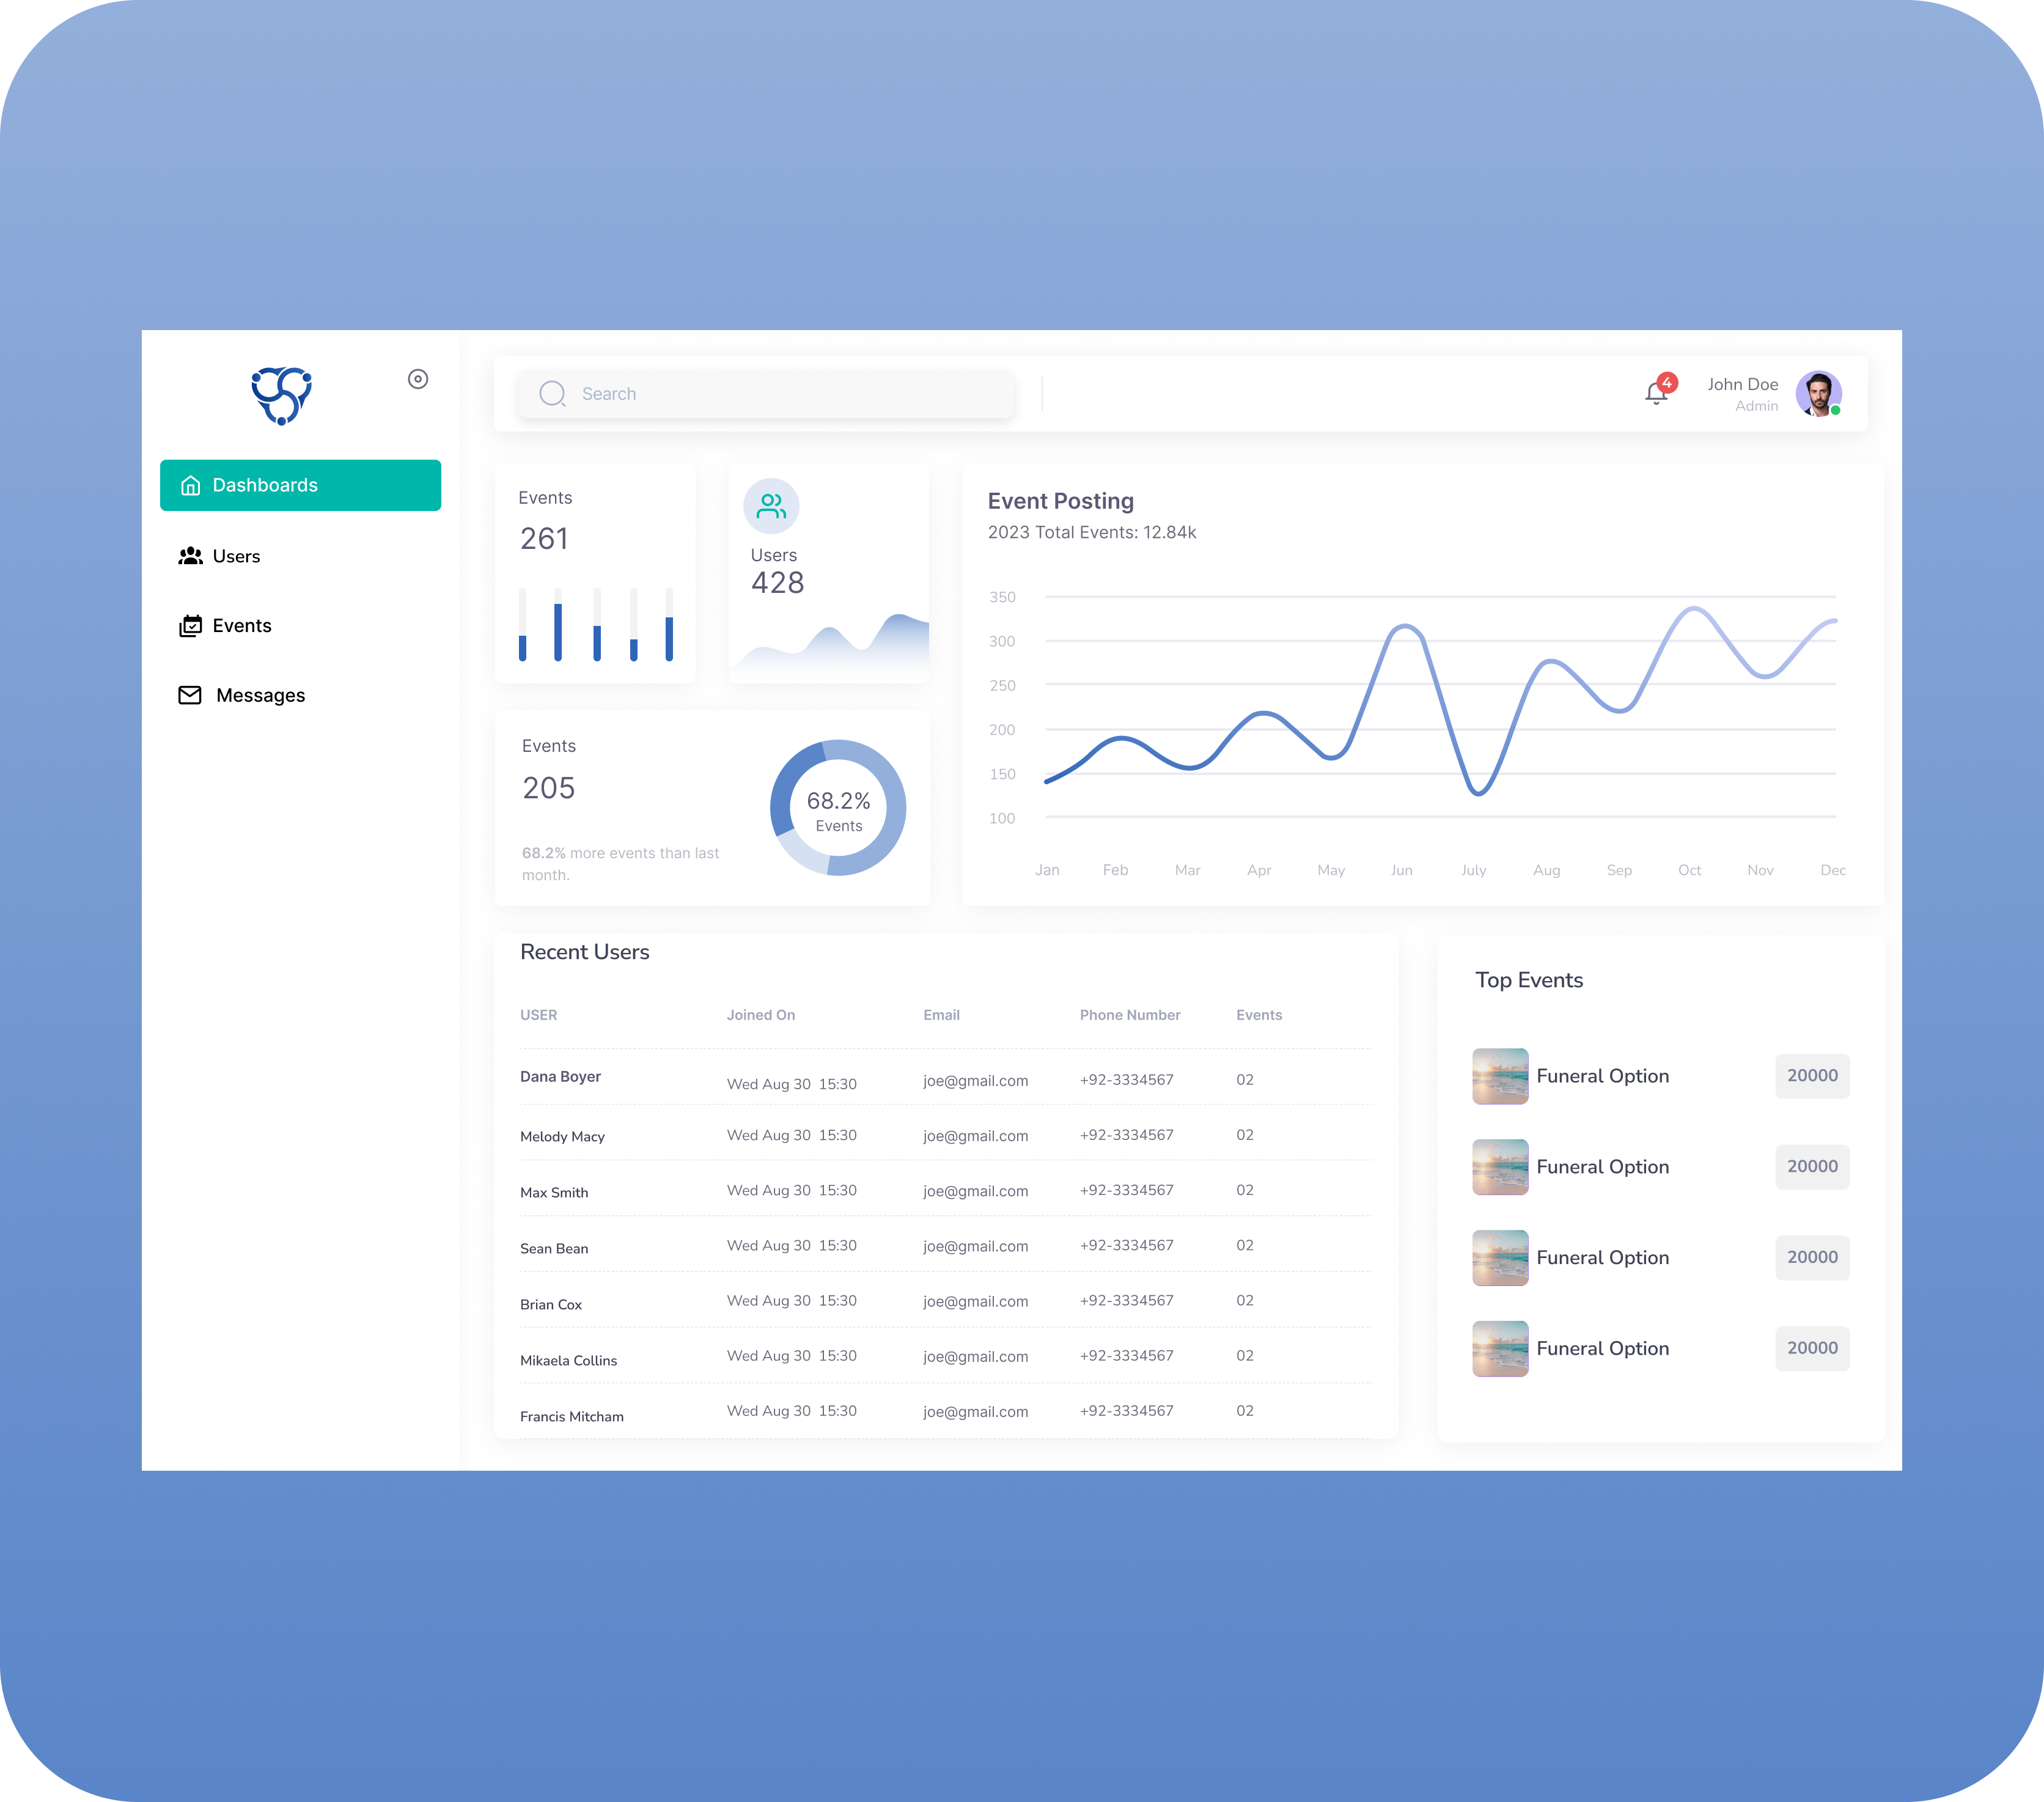 Search
4
John Doe
Admin
Dashboards
Users
Events
Messages
Events
261
Users
428
Event Posting
2023 Total Events: 12.84k
350
300
250
200
150
100
Jan Feb Mar Apr May Jun July Aug Sep Oct Nov Dec
Events
205
68.2% more events than last
month.
68.2%
Events
Recent Users
USER Joined On Email Phone Number Events
Dana Boyer Wed Aug 30 15:30 joe@gmail.com +92-3334567 02
Melody Macy Wed Aug 30 15:30 joe@gmail.com +92-3334567 02
Max Smith Wed Aug 30 15:30 joe@gmail.com +92-3334567 02
Sean Bean Wed Aug 30 15:30 joe@gmail.com +92-3334567 02
Brian Cox Wed Aug 30 15:30 joe@gmail.com +92-3334567 02
Mikaela Collins Wed Aug 30 15:30 joe@gmail.com +92-3334567 02
Francis Mitcham Wed Aug 30 15:30 joe@gmail.com +92-3334567 02
Top Events
Funeral Option 20000
Funeral Option 20000
Funeral Option 20000
Funeral Option 20000